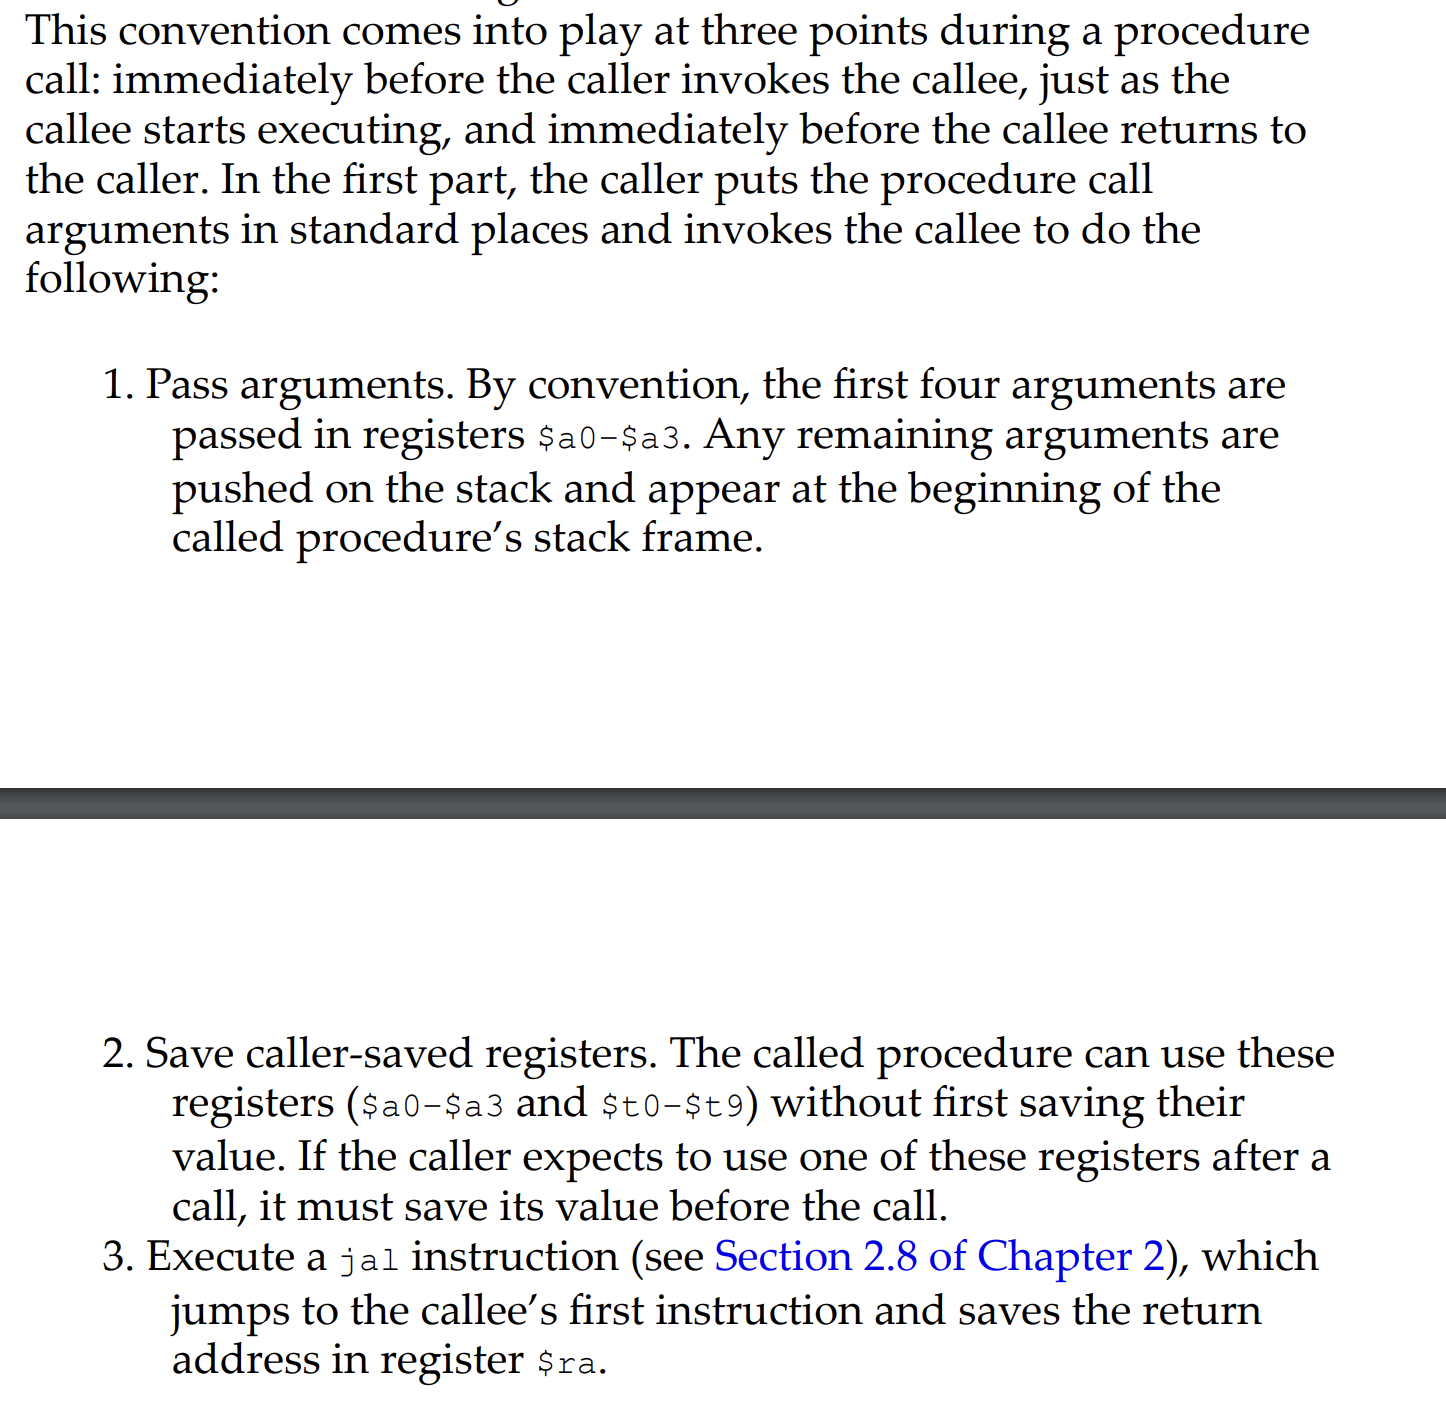 This convention comes into play at three points during a procedure
call: immediately before the caller invokes the callee, just as the
callee starts executing, and immediately before the callee returns to
the caller. In the first part, the caller puts the procedure call
arguments in standard places and invokes the callee to do the
following:
1. Pass arguments. By convention, the first four arguments are
passed in registers $a0–$a3. Any remaining arguments are
pushed on the stack and appear at the beginning of the
called procedure’s stack frame.
2. Save caller-saved registers. The called procedure can use these
registers ($a0–$a3 and $t0–$t9) without first saving their
value. If the caller expects to use one of these registers after a
call, it must save its value before the call.
3. Execute a jal instruction (see Section 2.8 of Chapter 2), which
jumps to the callee’s first instruction and saves the return
address in register $ra.